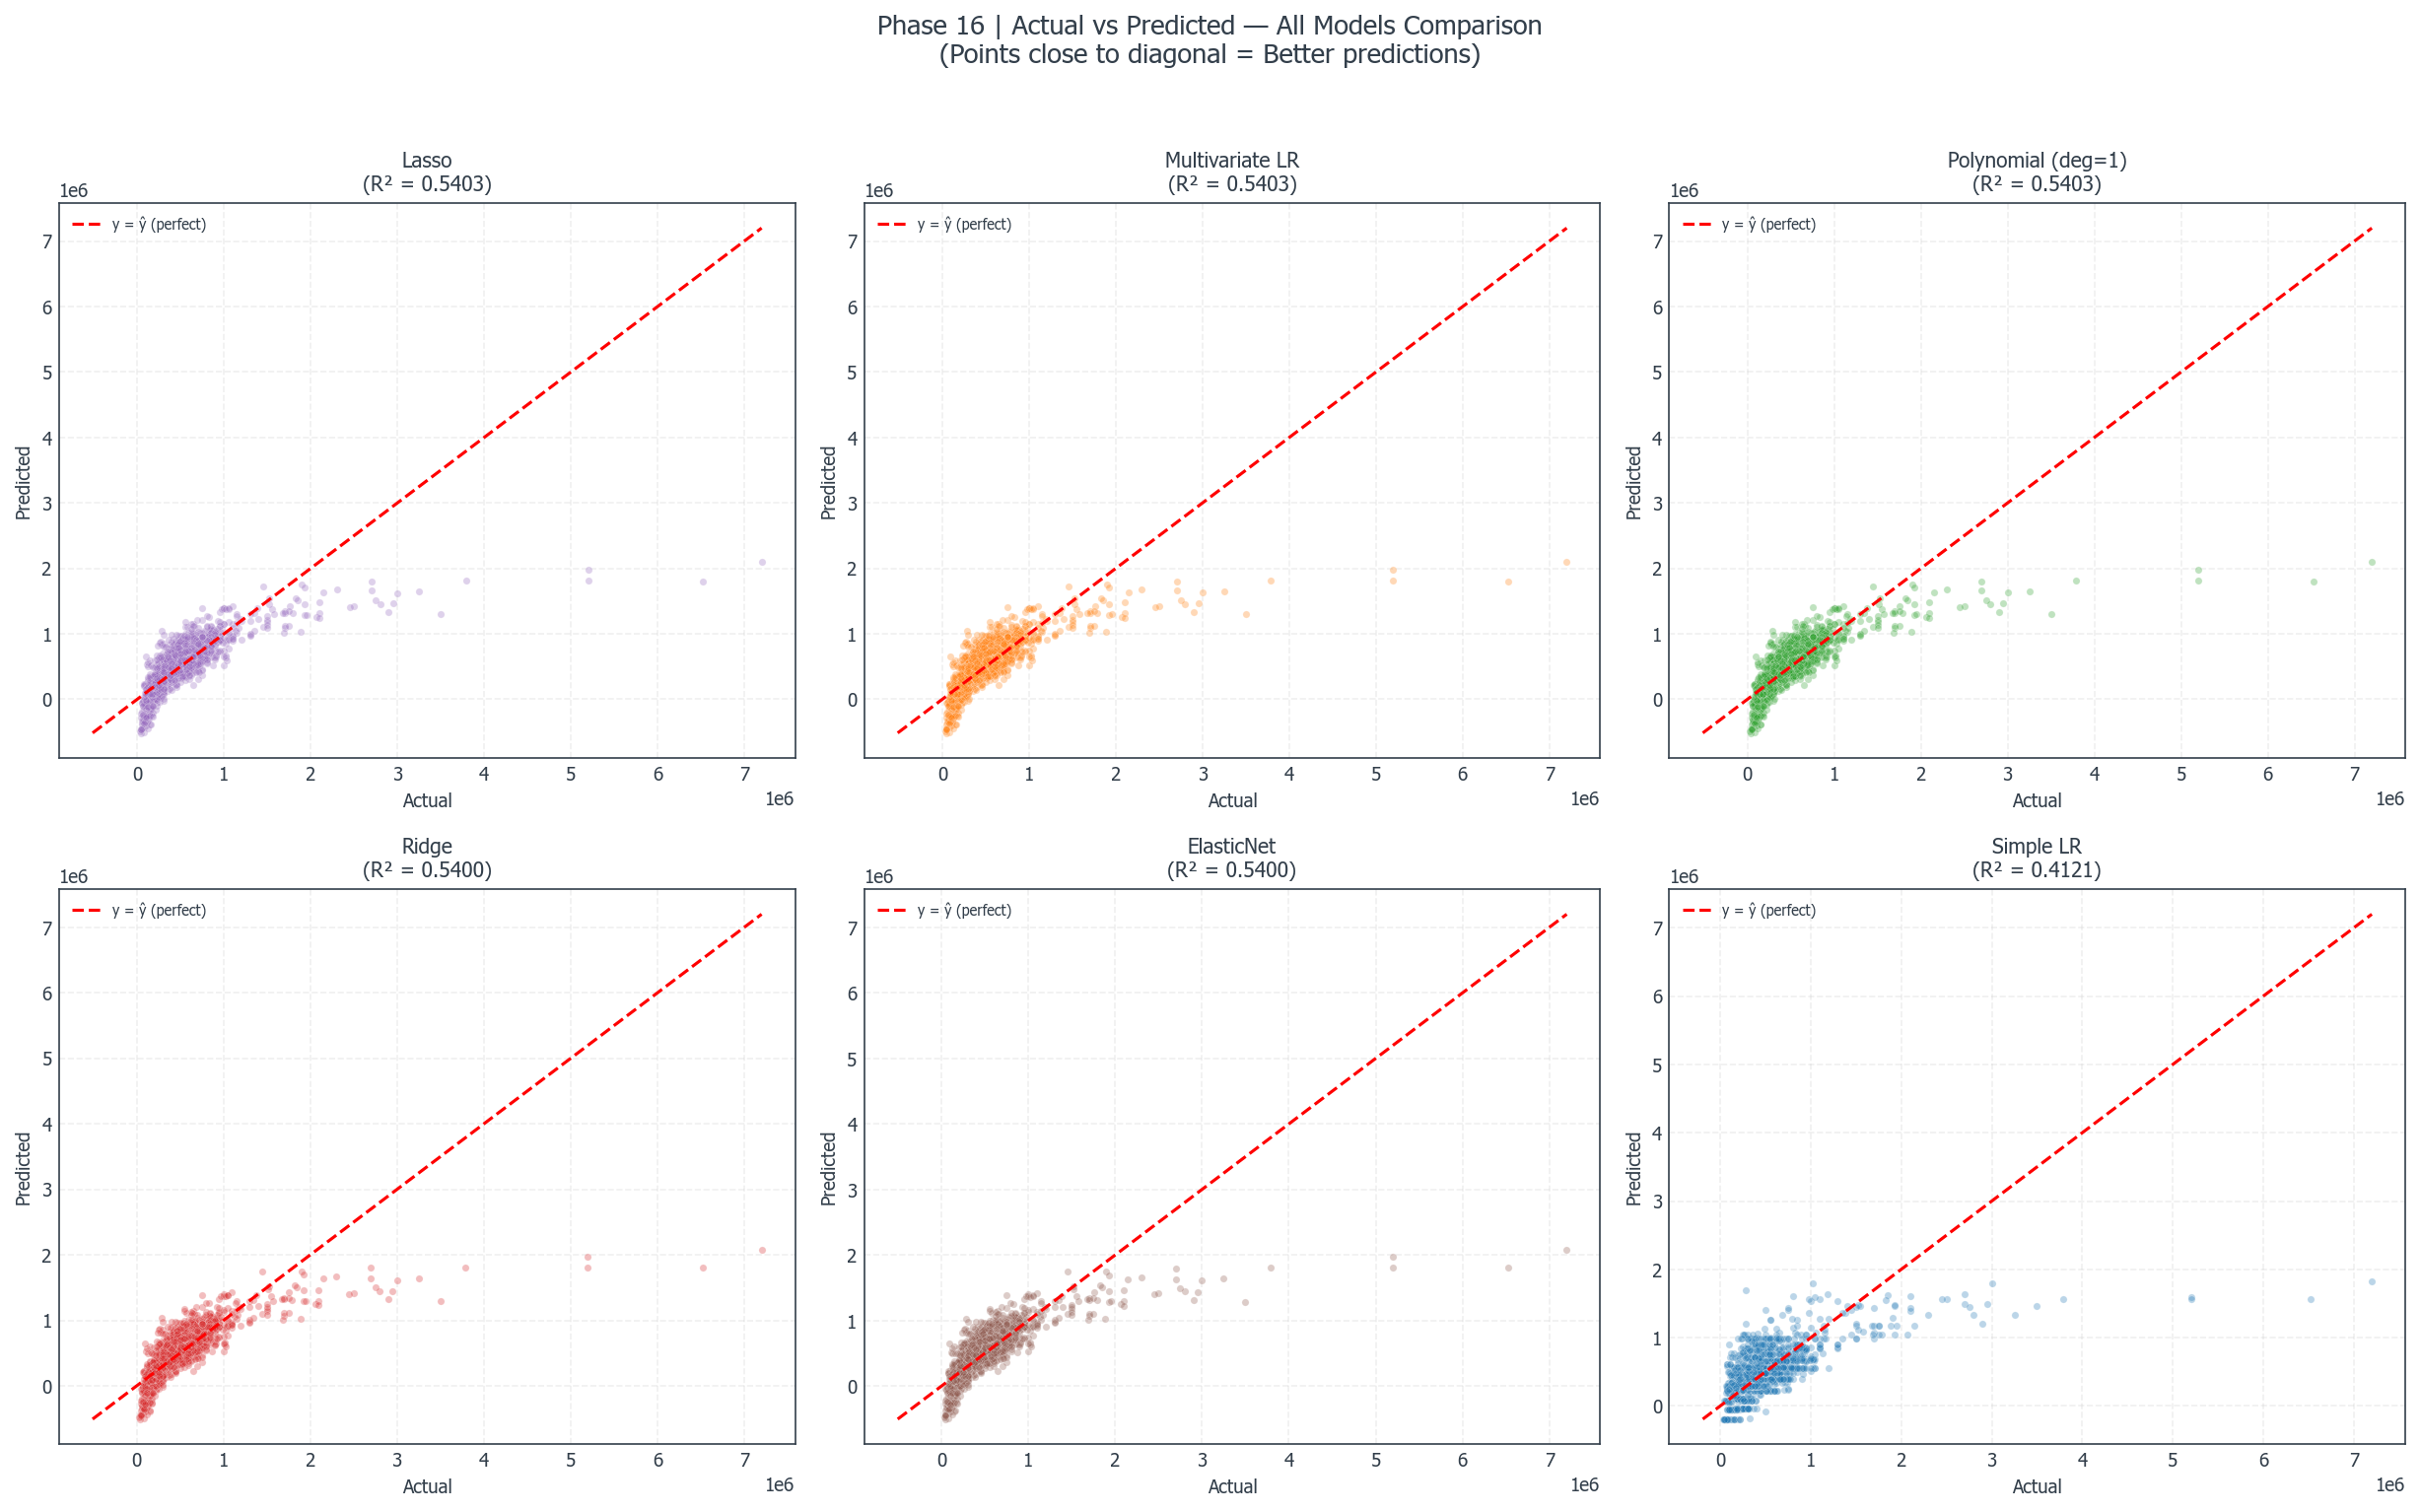 Phase 16 | Actual vs Predicted — All Models Comparison
(Points close to diagonal = Better predictions)
Lasso
(R² = 0.5403)
1e6
y = ŷ (perfect)
7
6
5
4
3
2
1
0
Predicted
0 1 2 3 4 5 6 7
Actual
1e6
Multivariate LR
(R² = 0.5403)
1e6
y = ŷ (perfect)
7
6
5
4
3
2
1
0
Predicted
0 1 2 3 4 5 6 7
Actual
1e6
Polynomial (deg=1)
(R² = 0.5403)
1e6
y = ŷ (perfect)
7
6
5
4
3
2
1
0
Predicted
0 1 2 3 4 5 6 7
Actual
1e6
Ridge
(R² = 0.5400)
1e6
y = ŷ (perfect)
7
6
5
4
3
2
1
0
Predicted
0 1 2 3 4 5 6 7
Actual
1e6
ElasticNet
(R² = 0.5400)
1e6
y = ŷ (perfect)
7
6
5
4
3
2
1
0
Predicted
0 1 2 3 4 5 6 7
Actual
1e6
Simple LR
(R² = 0.4121)
1e6
y = ŷ (perfect)
7
6
5
4
3
2
1
0
Predicted
0 1 2 3 4 5 6 7
Actual
1e6